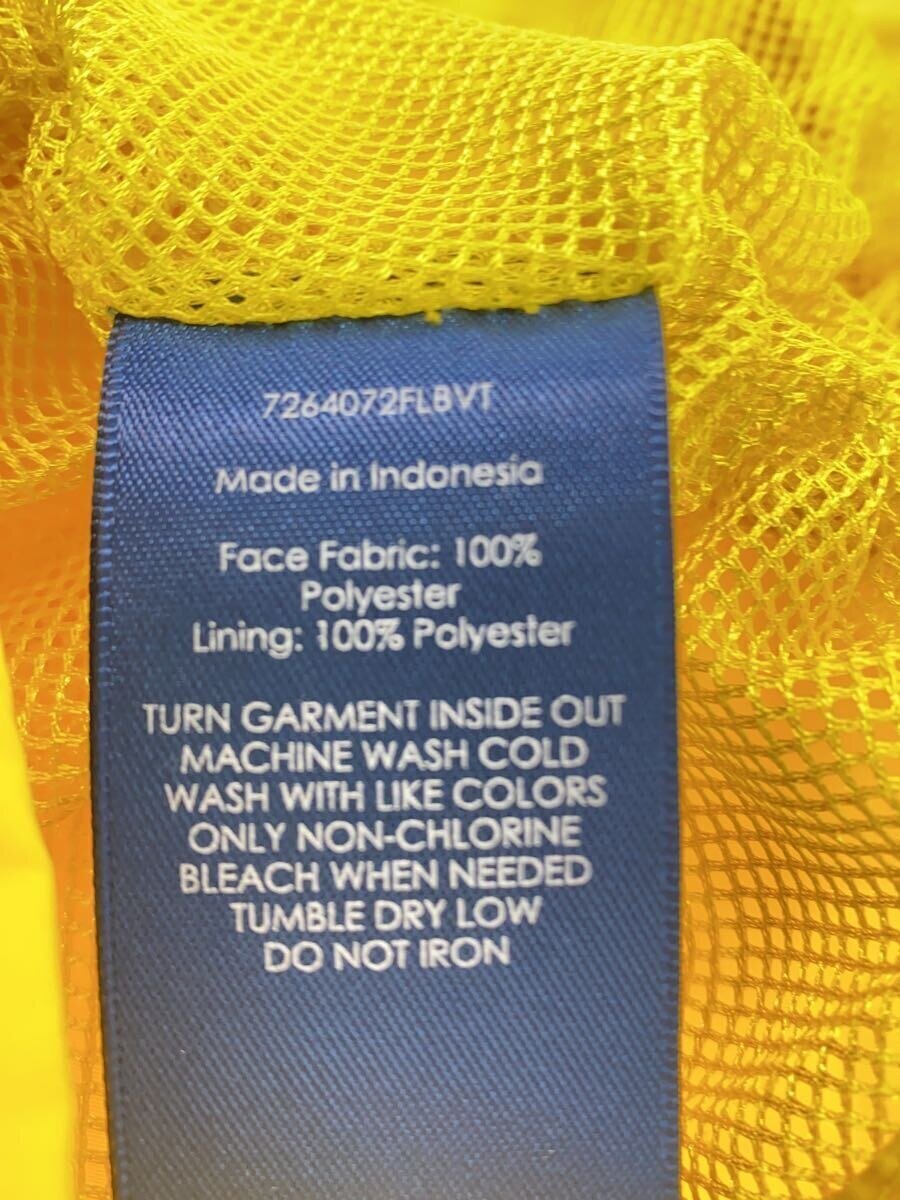 7264072FLBVT
Made in Indonesia
Face Fabric: 100%
Polyester
Lining: 100% Polyester
TURN GARMENT INSIDE OUT
MACHINE WASH COLD
WASH WITH LIKE COLORS
ONLY NON-CHLORINE
BLEACH WHEN NEEDED
TUMBLE DRY LOW
DO NOT IRON